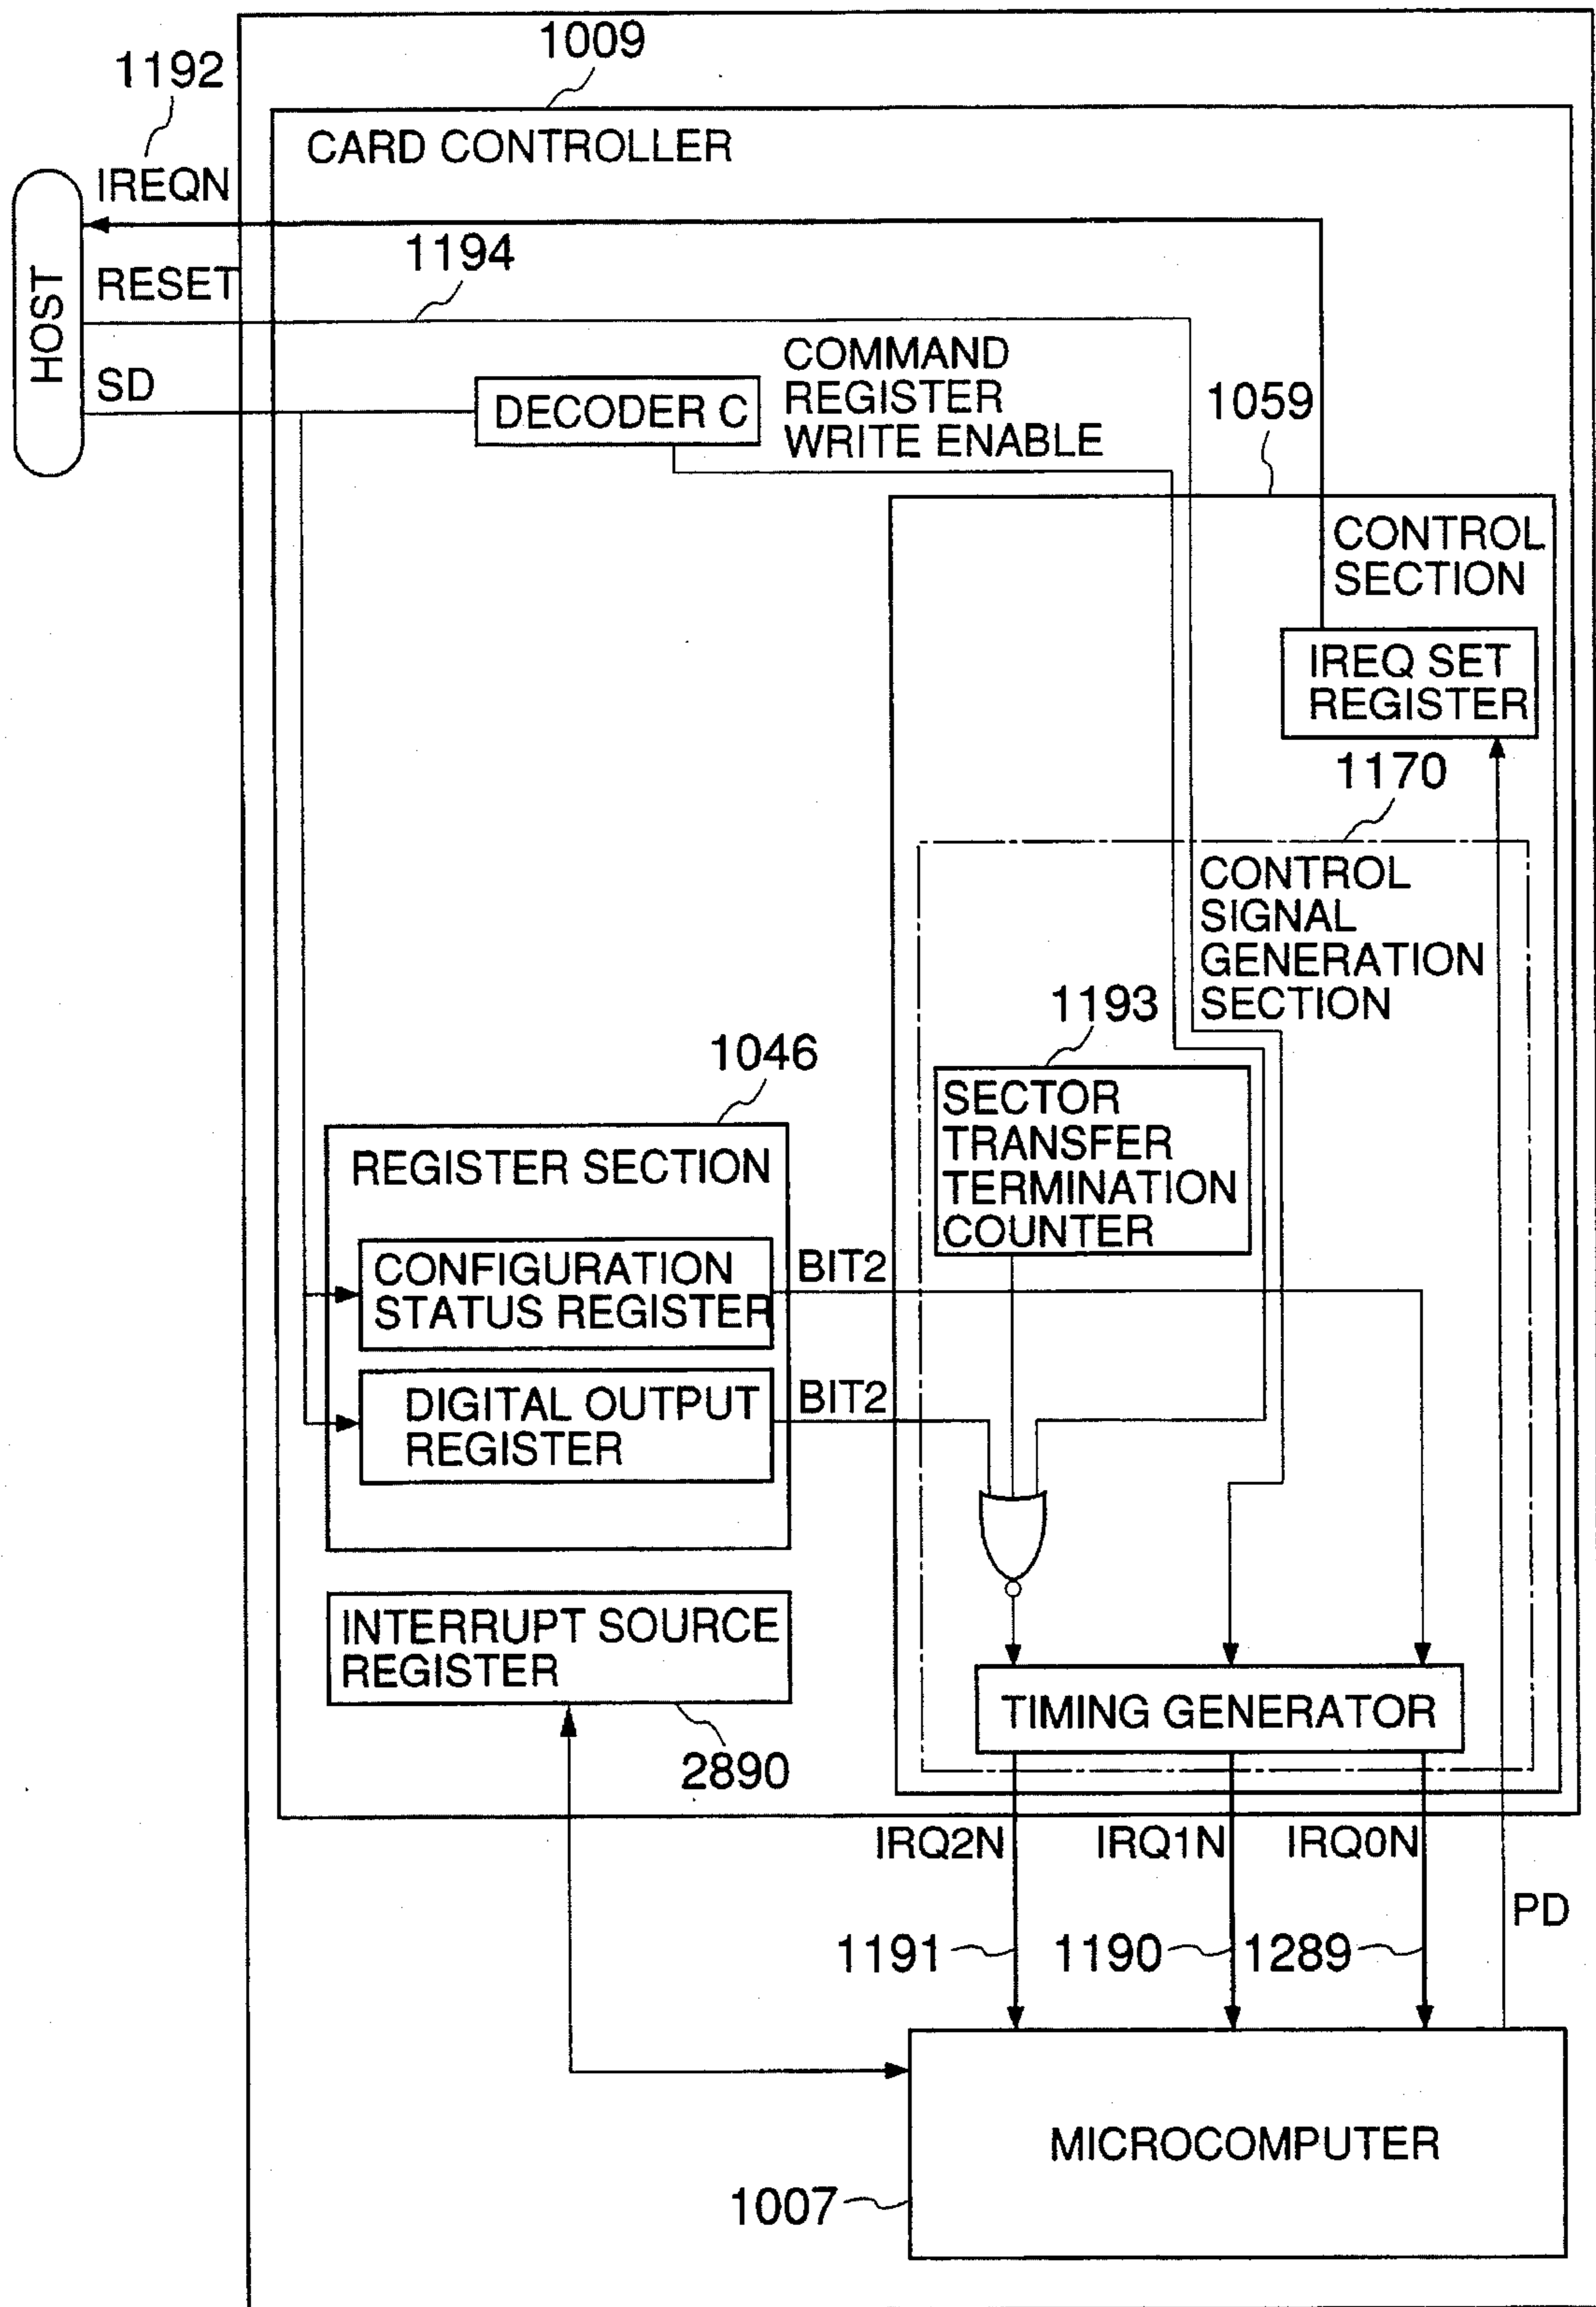 1009
1192
CARD CONTROLLER
IREQN
1194
HOST
RESET
SD
DECODER C
COMMAND
REGISTER
WRITE ENABLE
1059
CONTROL
SECTION
IREQ SET
REGISTER
1170
CONTROL
SIGNAL
GENERATION
SECTION
1193
SECTOR
TRANSFER
TERMINATION
COUNTER
1046
REGISTER SECTION
CONFIGURATION
STATUS REGISTER
BIT2
DIGITAL OUTPUT
REGISTER
BIT2
INTERRUPT SOURCE
REGISTER
2890
TIMING GENERATOR
IRQ2N
IRQ1N
IRQ0N
PD
1191
1190
1289
MICROCOMPUTER
1007